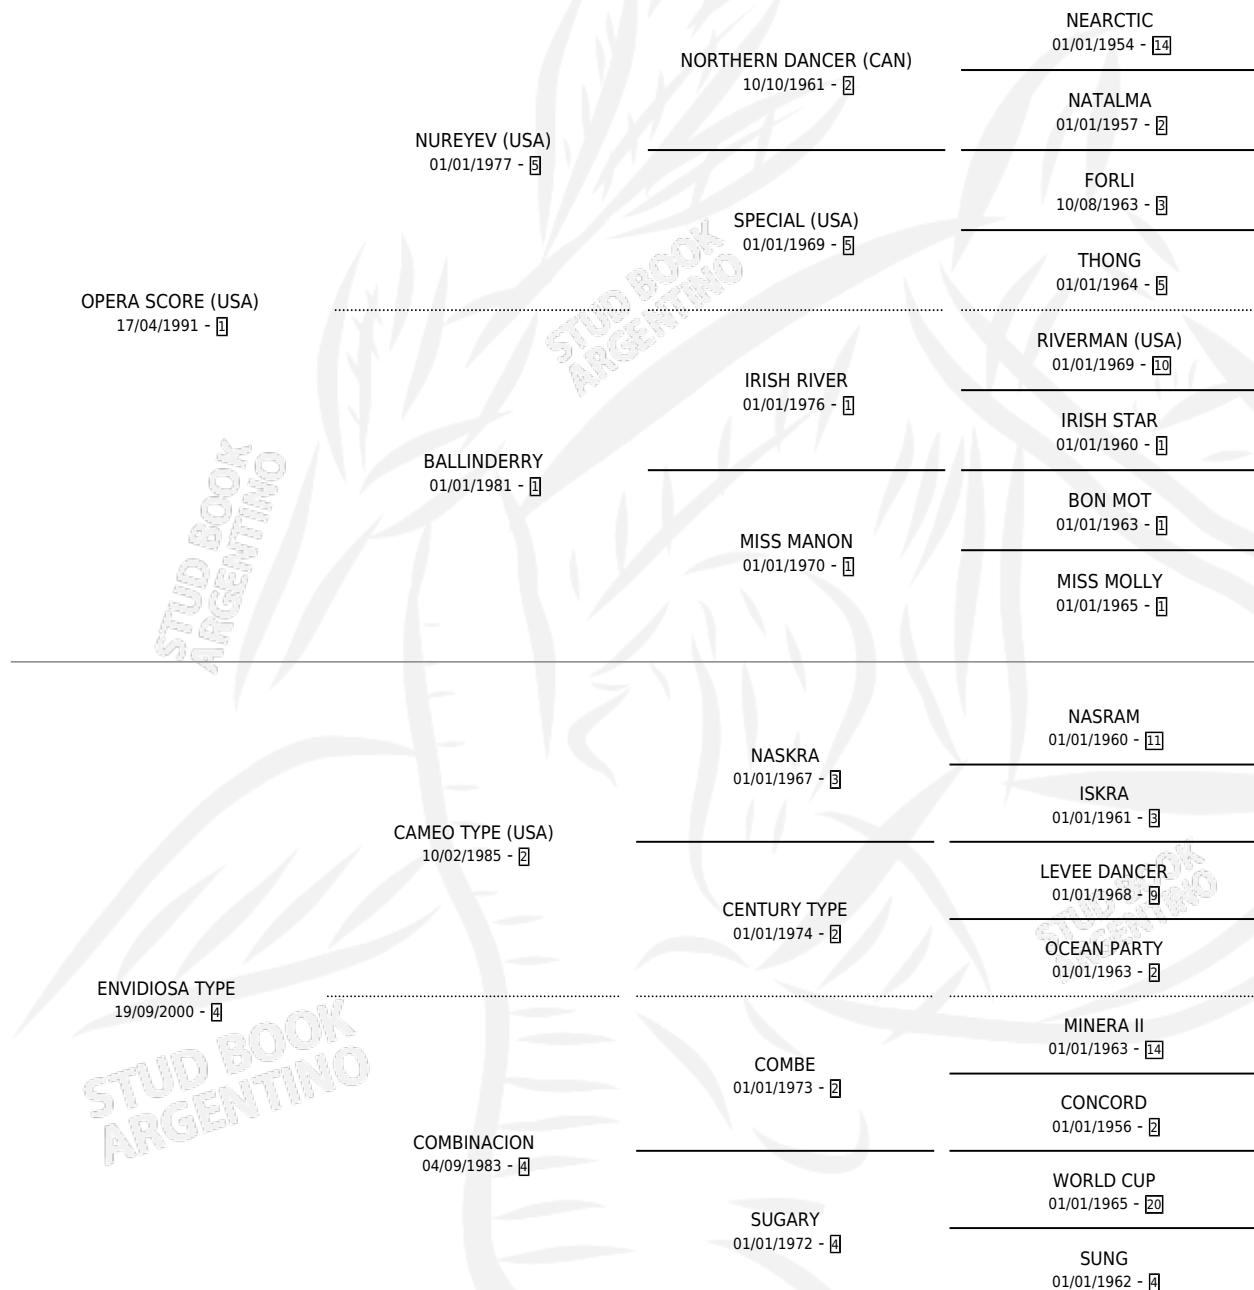 OPERA SCORE (USA)
17/04/1991 - 1
NUREYEV (USA)
01/01/1977 - 5
NORTHERN DANCER (CAN)
10/10/1961 - 2
NEARCTIC
01/01/1954 - 14
NATALMA
01/01/1957 - 2
SPECIAL (USA)
01/01/1969 - 5
FORLI
10/08/1963 - 3
THONG
01/01/1964 - 5
BALLINDERRY
01/01/1981 - 1
IRISH RIVER
01/01/1976 - 1
RIVERMAN (USA)
01/01/1969 - 10
IRISH STAR
01/01/1960 - 1
MISS MANON
01/01/1970 - 1
BON MOT
01/01/1963 - 1
MISS MOLLY
01/01/1965 - 1
ENVIDIOSA TYPE
19/09/2000 - 4
CAMEO TYPE (USA)
10/02/1985 - 2
NASKRA
01/01/1967 - 3
NASRAM
01/01/1960 - 11
ISKRA
01/01/1961 - 3
CENTURY TYPE
01/01/1974 - 2
LEVEE DANCER
01/01/1968 - 9
OCEAN PARTY
01/01/1963 - 2
COMBINACION
04/09/1983 - 4
COMBE
01/01/1973 - 2
MINERA II
01/01/1963 - 14
CONCORD
01/01/1956 - 2
SUGARY
01/01/1972 - 4
WORLD CUP
01/01/1965 - 20
SUNG
01/01/1962 - 4
STUD BOOK
ARGENTINO
STUD BOOK
ARGENTINO
STUD BOOK
ARGENTINO
STUD BOOK
ARGENTINO